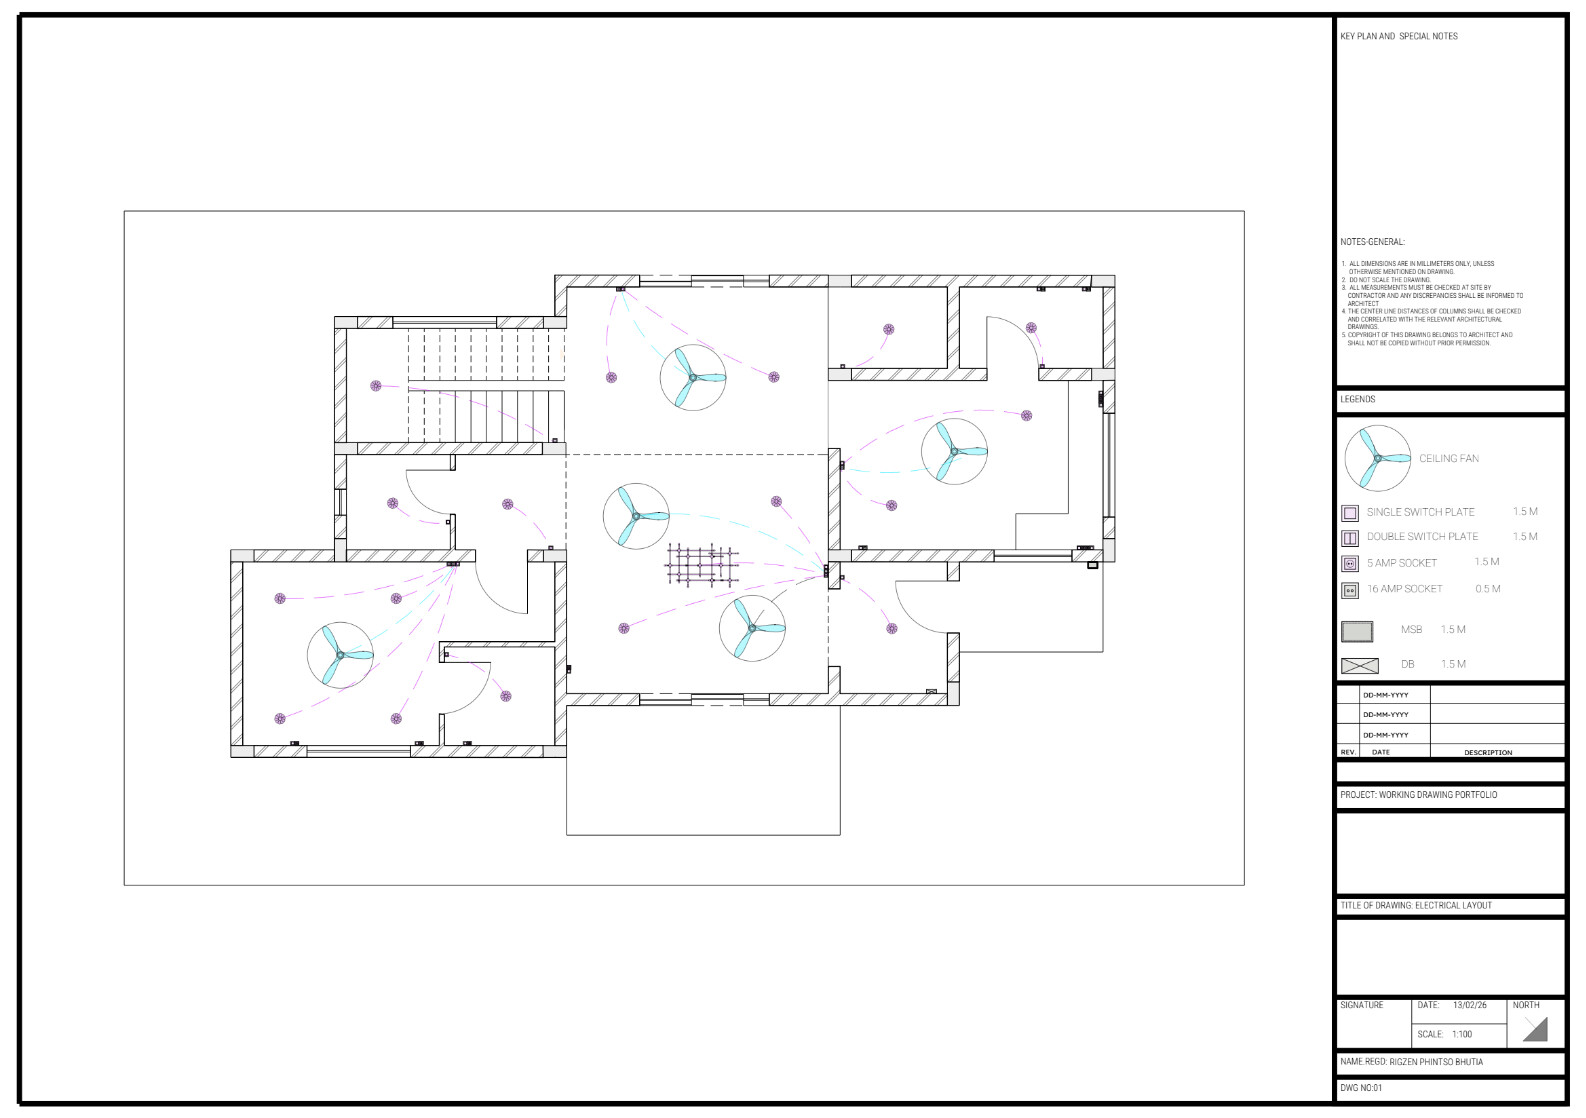 KEY PLAN AND SPECIAL NOTES
NOTES-GENERAL:
1. ALL DIMENSIONS ARE IN MILLIMETERS ONLY, UNLESS
OTHERWISE MENTIONED ON DRAWING.
2. DO NOT SCALE THE DRAWING.
3. ALL MEASUREMENTS MUST BE CHECKED AT SITE BY
CONTRACTOR AND ANY DISCREPANCIES SHALL BE INFORMED TO
ARCHITECT
4. THE CENTER LINE DISTANCES OF COLUMNS SHALL BE CHECKED
AND CORRELATED WITH THE RELEVANT ARCHITECTURAL
DRAWINGS.
5. COPYRIGHT OF THIS DRAWING BELONGS TO ARCHITECT AND
SHALL NOT BE COPIED WITHOUT PRIOR PERMISSION.
LEGENDS
CEILING FAN
SINGLE SWITCH PLATE 1.5 M
DOUBLE SWITCH PLATE 1.5 M
5 AMP SOCKET 1.5 M
16 AMP SOCKET 0.5 M
MSB 1.5 M
DB 1.5 M
DD-MM-YYYY
DD-MM-YYYY
DD-MM-YYYY
REV. DATE DESCRIPTION
PROJECT: WORKING DRAWING PORTFOLIO
TITLE OF DRAWING: ELECTRICAL LAYOUT
SIGNATURE DATE: 13/02/26 NORTH
SCALE: 1:100
NAME.REGD: RIGZEN PHINTSO BHUTIA
DWG NO:01